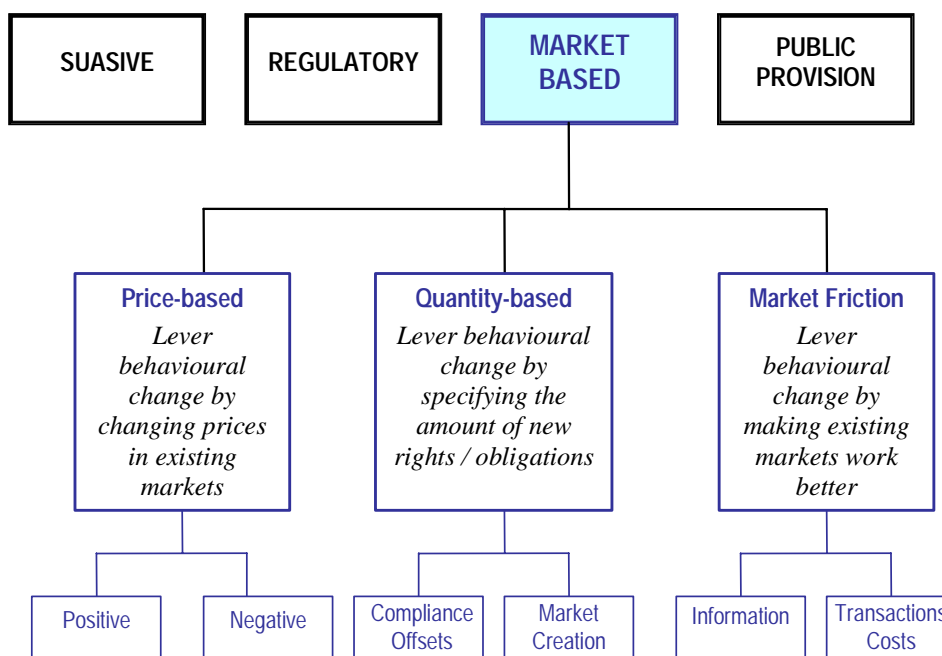 SUASIVE
REGULATORY
MARKET
BASED
PUBLIC
PROVISION
Price-based
Lever
behavioural
change by
changing prices
in existing
markets
Quantity-based
Lever behavioural
change by
specifying the
amount of new
rights / obligations
Market Friction
Lever
behavioural
change by
making existing
markets work
better
Positive
Negative
Compliance
Offsets
Market
Creation
Information
Transactions
Costs